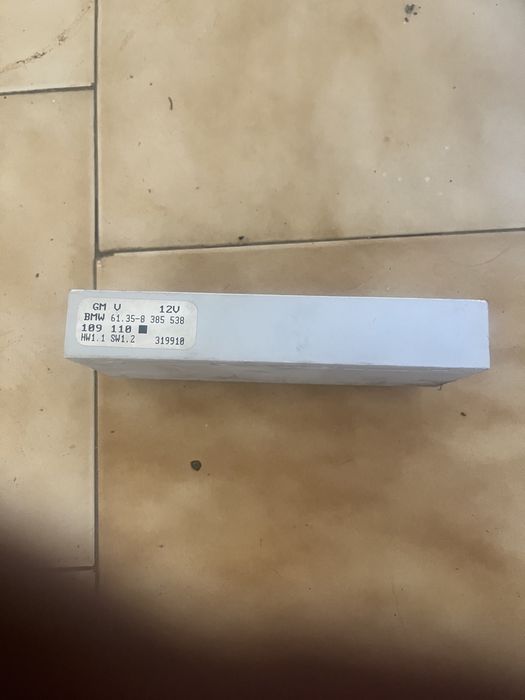 GM V 12V
BMW 61.35-8 385 538
109 110
HW1.1 SW1.2 319910